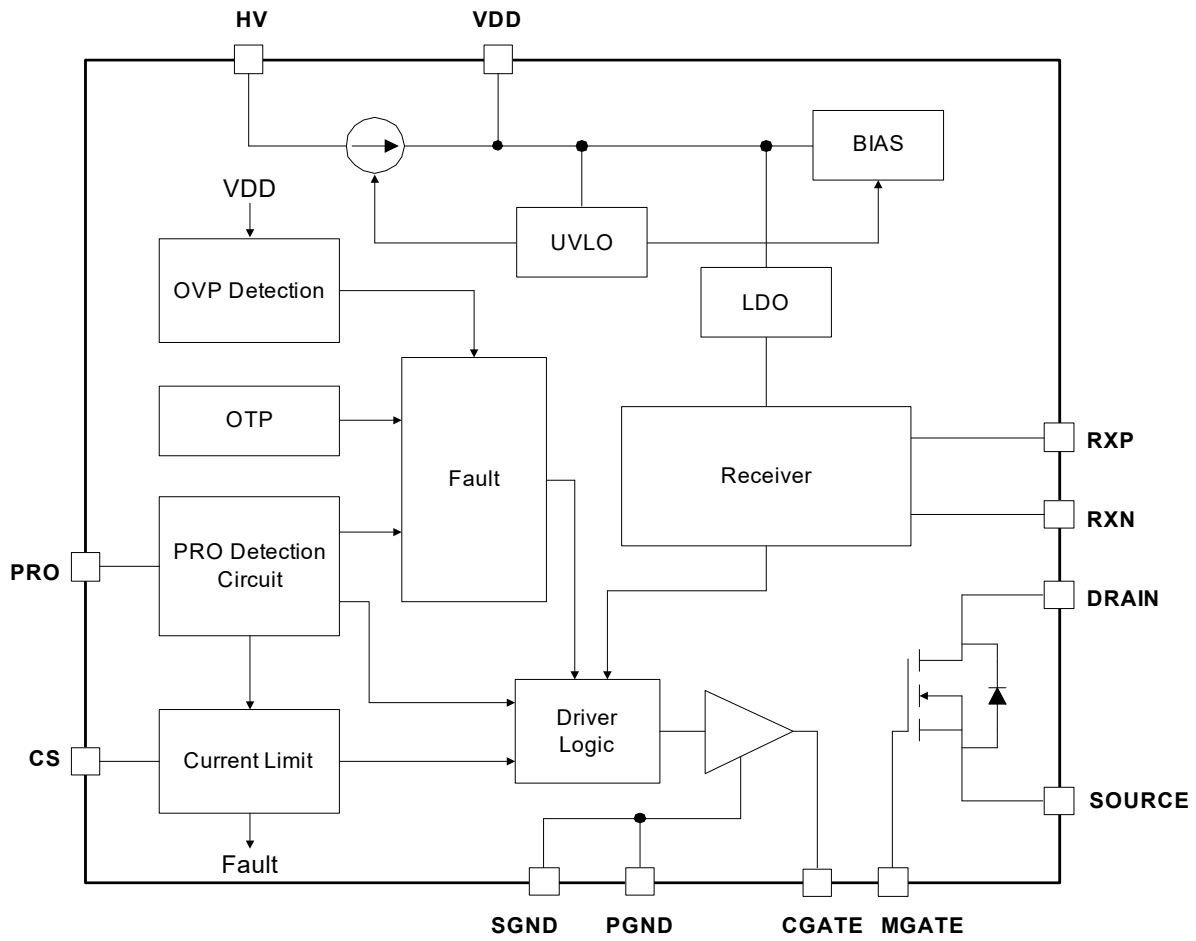 HV
VDD
BIAS
VDD
UVLO
OVP Detection
LDO
OTP
RXP
Fault
Receiver
RXN
PRO
PRO Detection
Circuit
DRAIN
Driver
Logic
CS
Current Limit
SOURCE
Fault
SGND
PGND
CGATE
MGATE